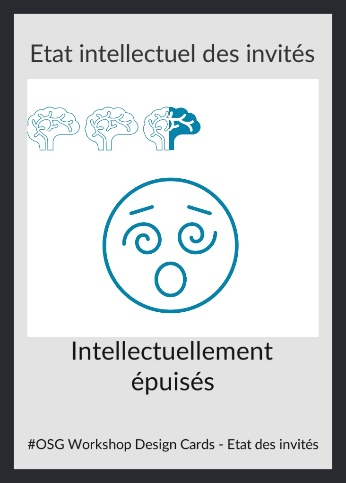 Etat intellectuel des invités
Intellectuellement
épuisés
#OSG Workshop Design Cards - Etat des invités